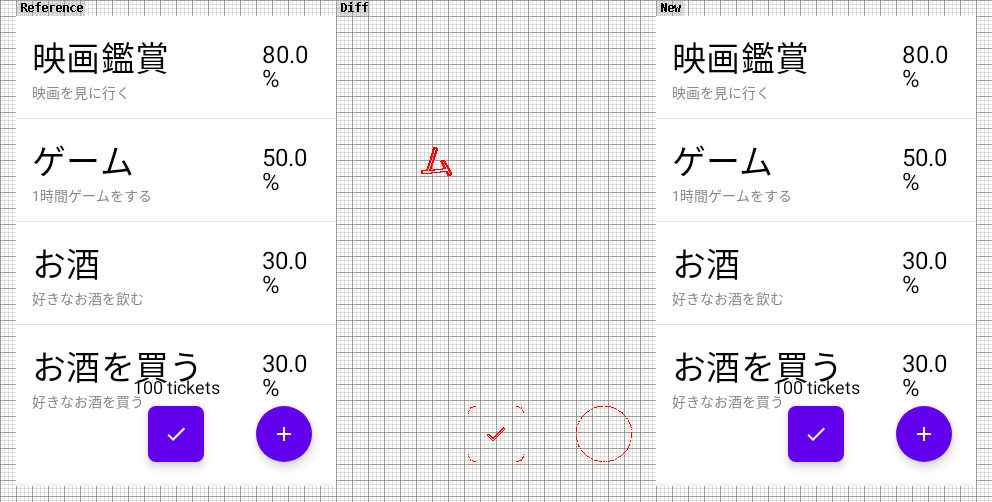 Reference
Diff
New
映画鑑賞
80.0
%
映画を見に行く
ゲーム
50.0
%
1時間ゲームをする
お酒
30.0
%
好きなお酒を飲む
お酒を買う
30.0
%
100 tickets
好きなお酒を買う
ム
映画鑑賞
80.0
%
映画を見に行く
ゲーム
50.0
%
1時間ゲームをする
お酒
30.0
%
好きなお酒を飲む
お酒を買う
30.0
%
100 tickets
好きなお酒を買う